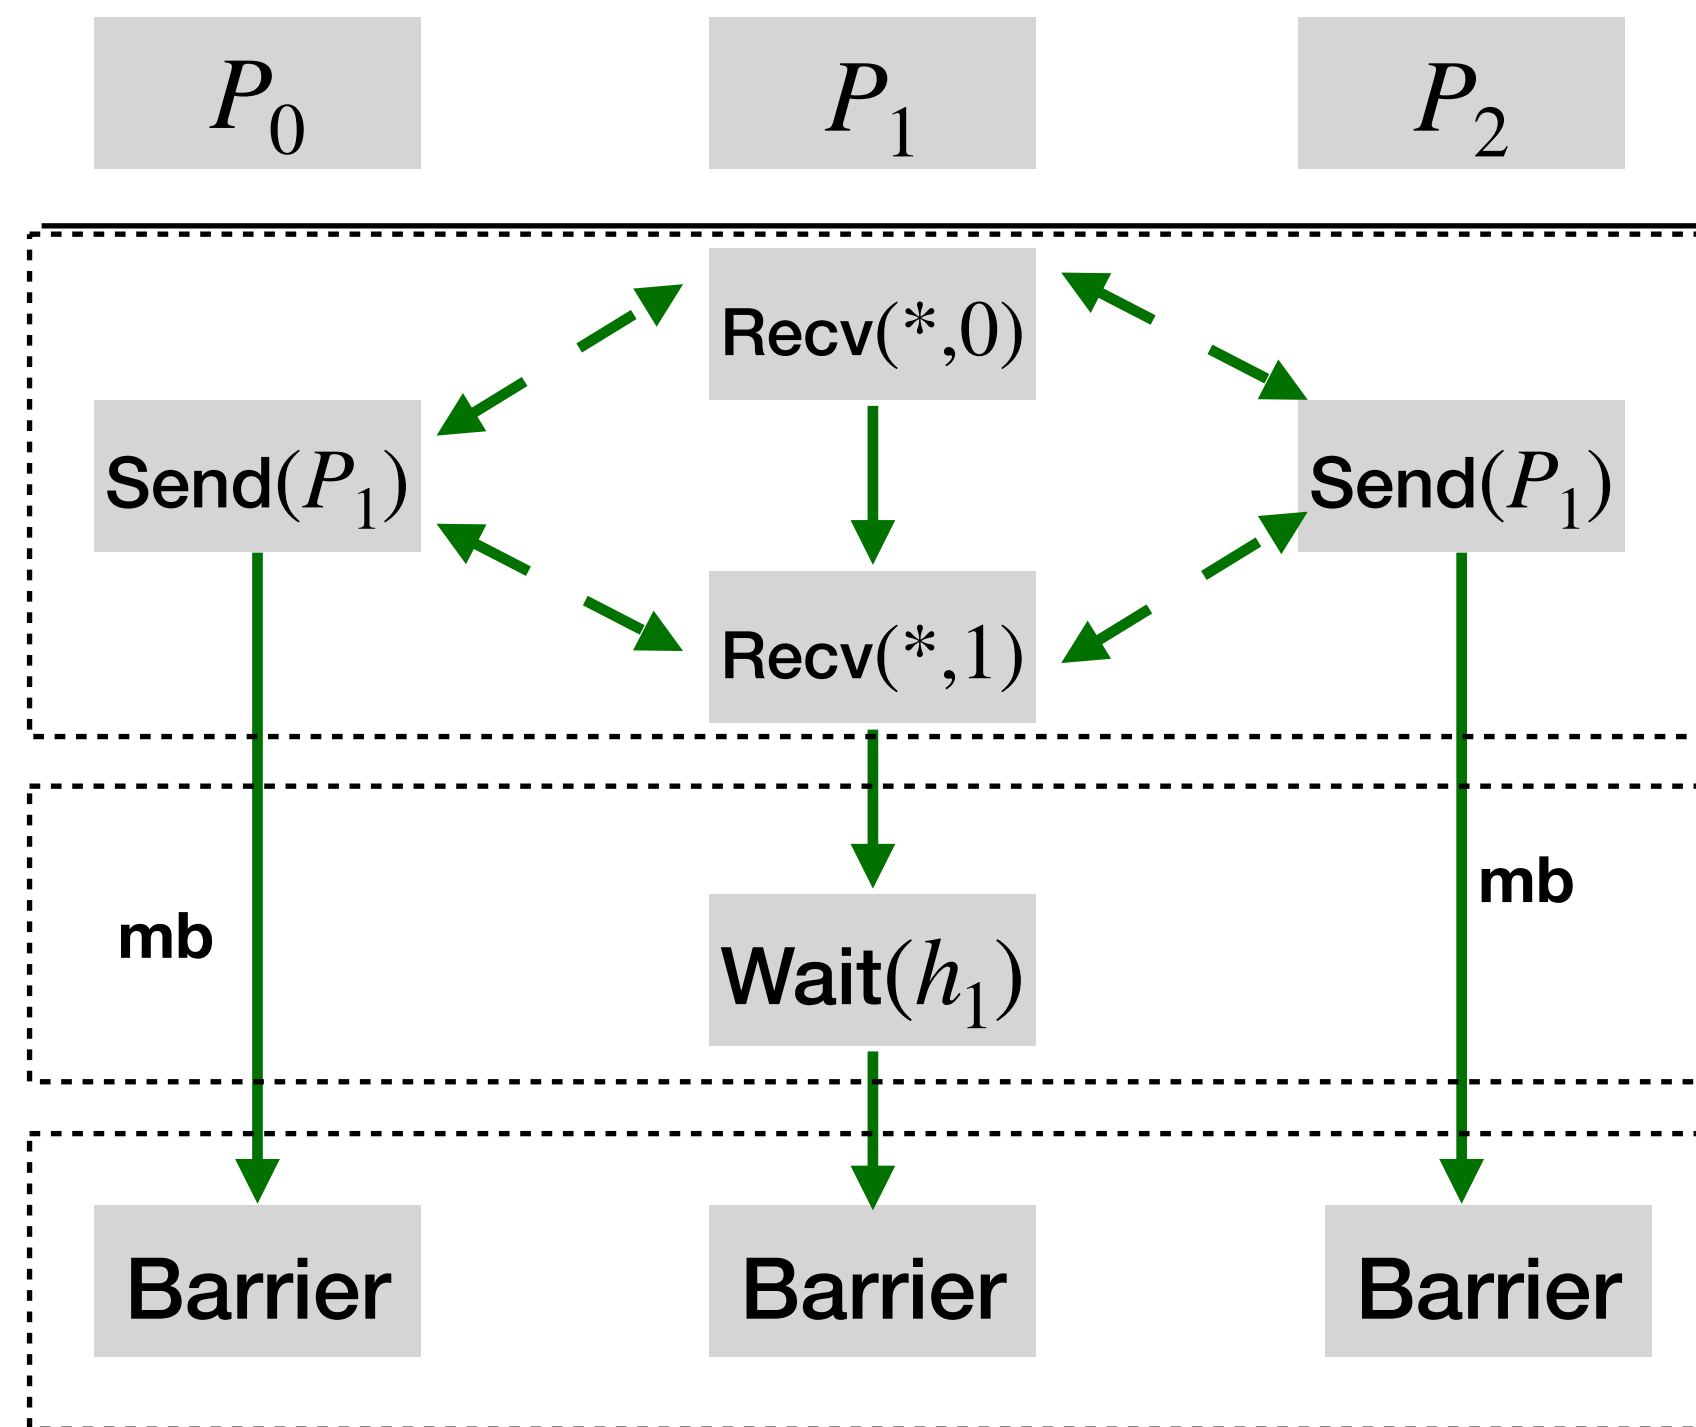 P₀ P₁ P₂
Recv(*,0)
Send(P₁) Send(P₁)
Recv(*,1)
mb
mb
Wait(h₁)
Barrier Barrier Barrier